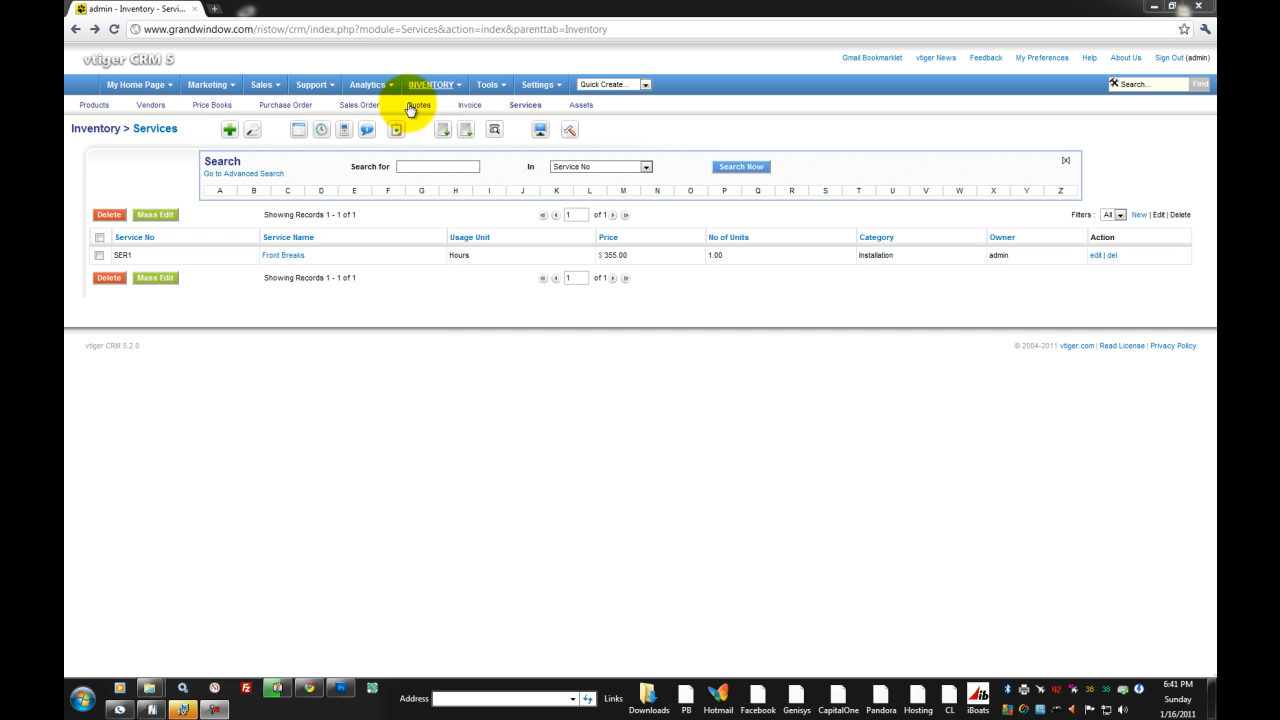 admin - Inventory - Servi...
www.grandwindow.com/ristow/crm/index.php?module=Services&action=index&parenttab=Inventory
vtiger CRM 5
Gmail Bookmarklet vtiger News Feedback My Preferences Help About Us Sign Out (admin)
My Home Page Marketing Sales Support Analytics INVENTORY Tools Settings Quick Create... Search... Find
Products Vendors Price Books Purchase Order Sales Order Quotes Invoice Services Assets
Inventory > Services
Search
Go to Advanced Search
Search for In Service No Search Now [X]
A B C D E F G H I J K L M N O P Q R S T U V W X Y Z
Delete Mass Edit Showing Records 1 - 1 of 1 1 of 1 Filters : All New | Edit | Delete
Service No Service Name Usage Unit Price No of Units Category Owner Action
SER1 Front Breaks Hours $ 355.00 1.00 Installation admin edit | del
Delete Mass Edit Showing Records 1 - 1 of 1 1 of 1
vtiger CRM 5.2.0 © 2004-2011 vtiger.com | Read License | Privacy Policy
Address Links Downloads PB Hotmail Facebook Genisys CapitalOne Pandora Hosting CL iBoats
42 38 38
6:41 PM
Sunday
1/16/2011